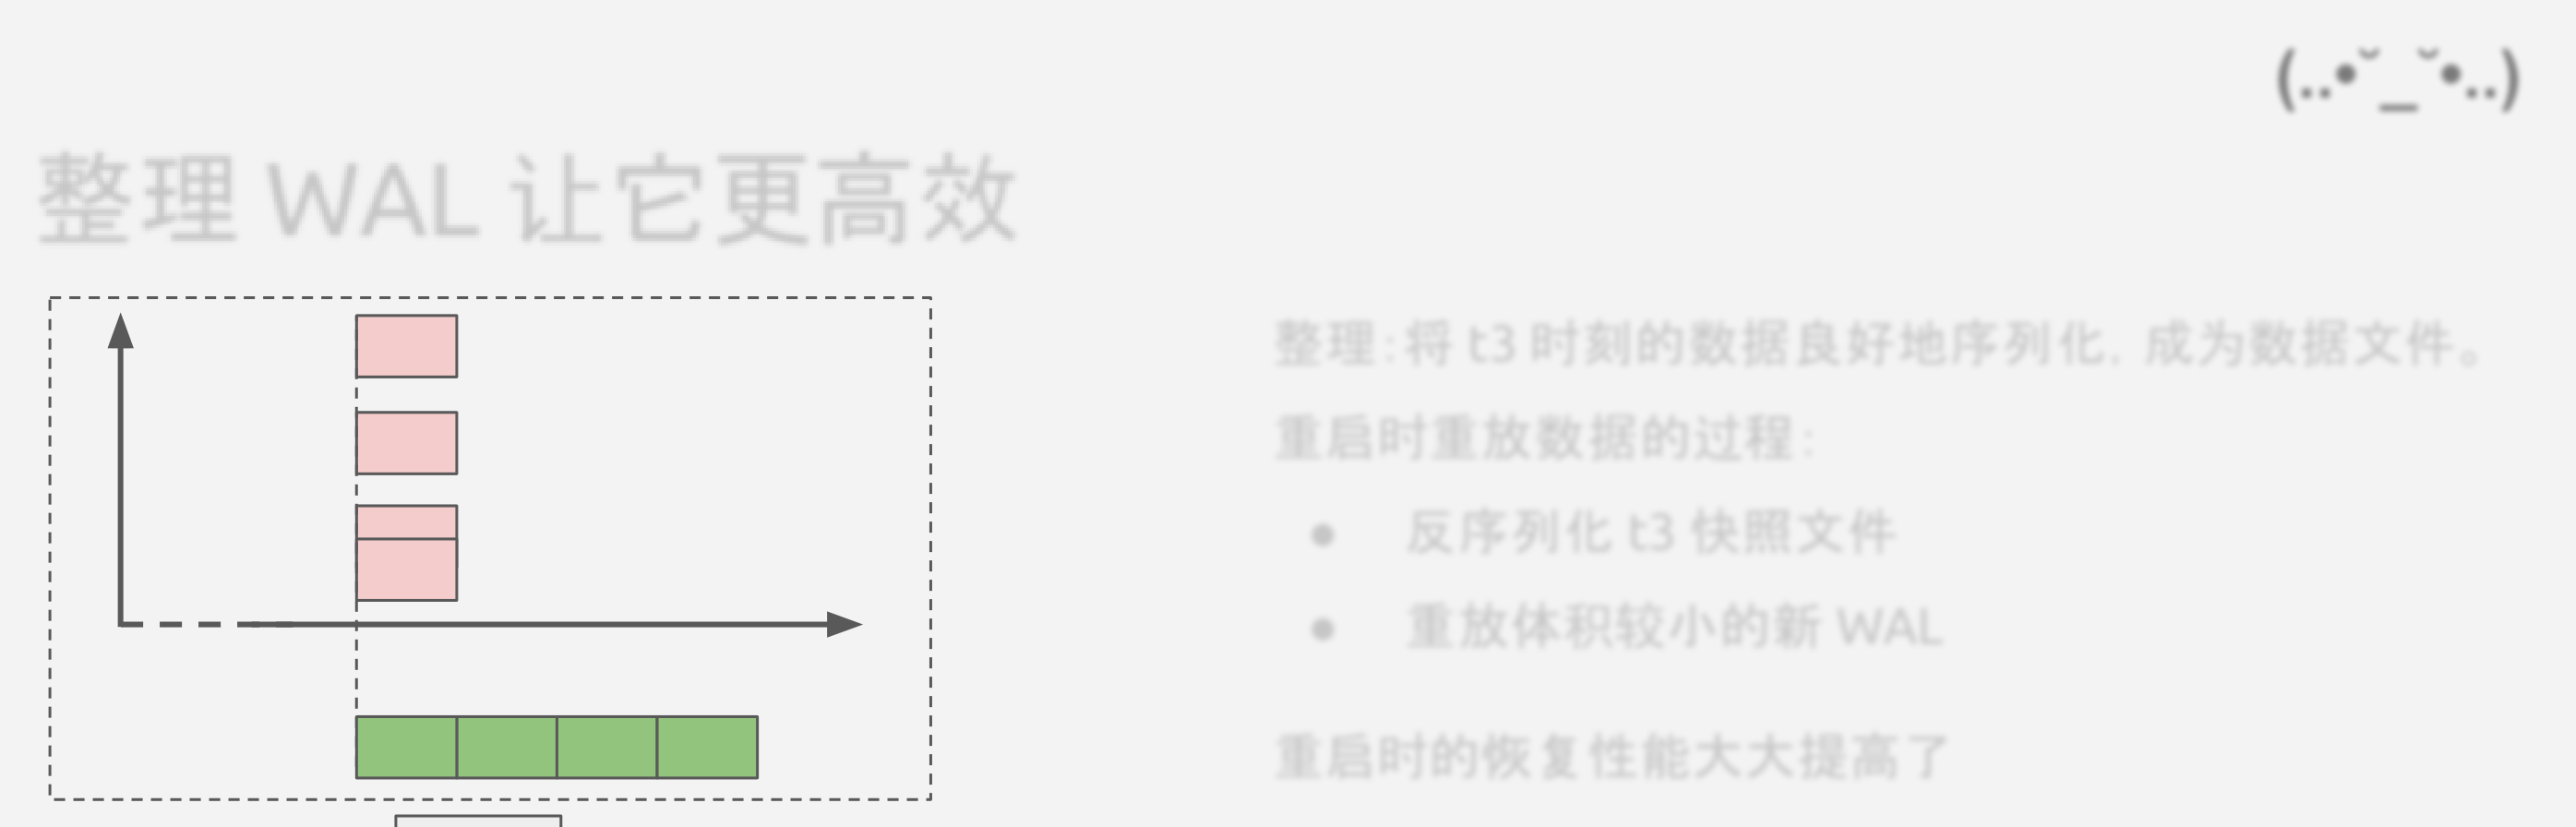 (..•˘_˘•..)
整理 WAL 让它更高效
整理：将 t3 时刻的数据良好地序列化，成为数据文件。
重启时重放数据的过程：
● 反序列化 t3 快照文件
● 重放体积较小的新 WAL
重启时的恢复性能大大提高了